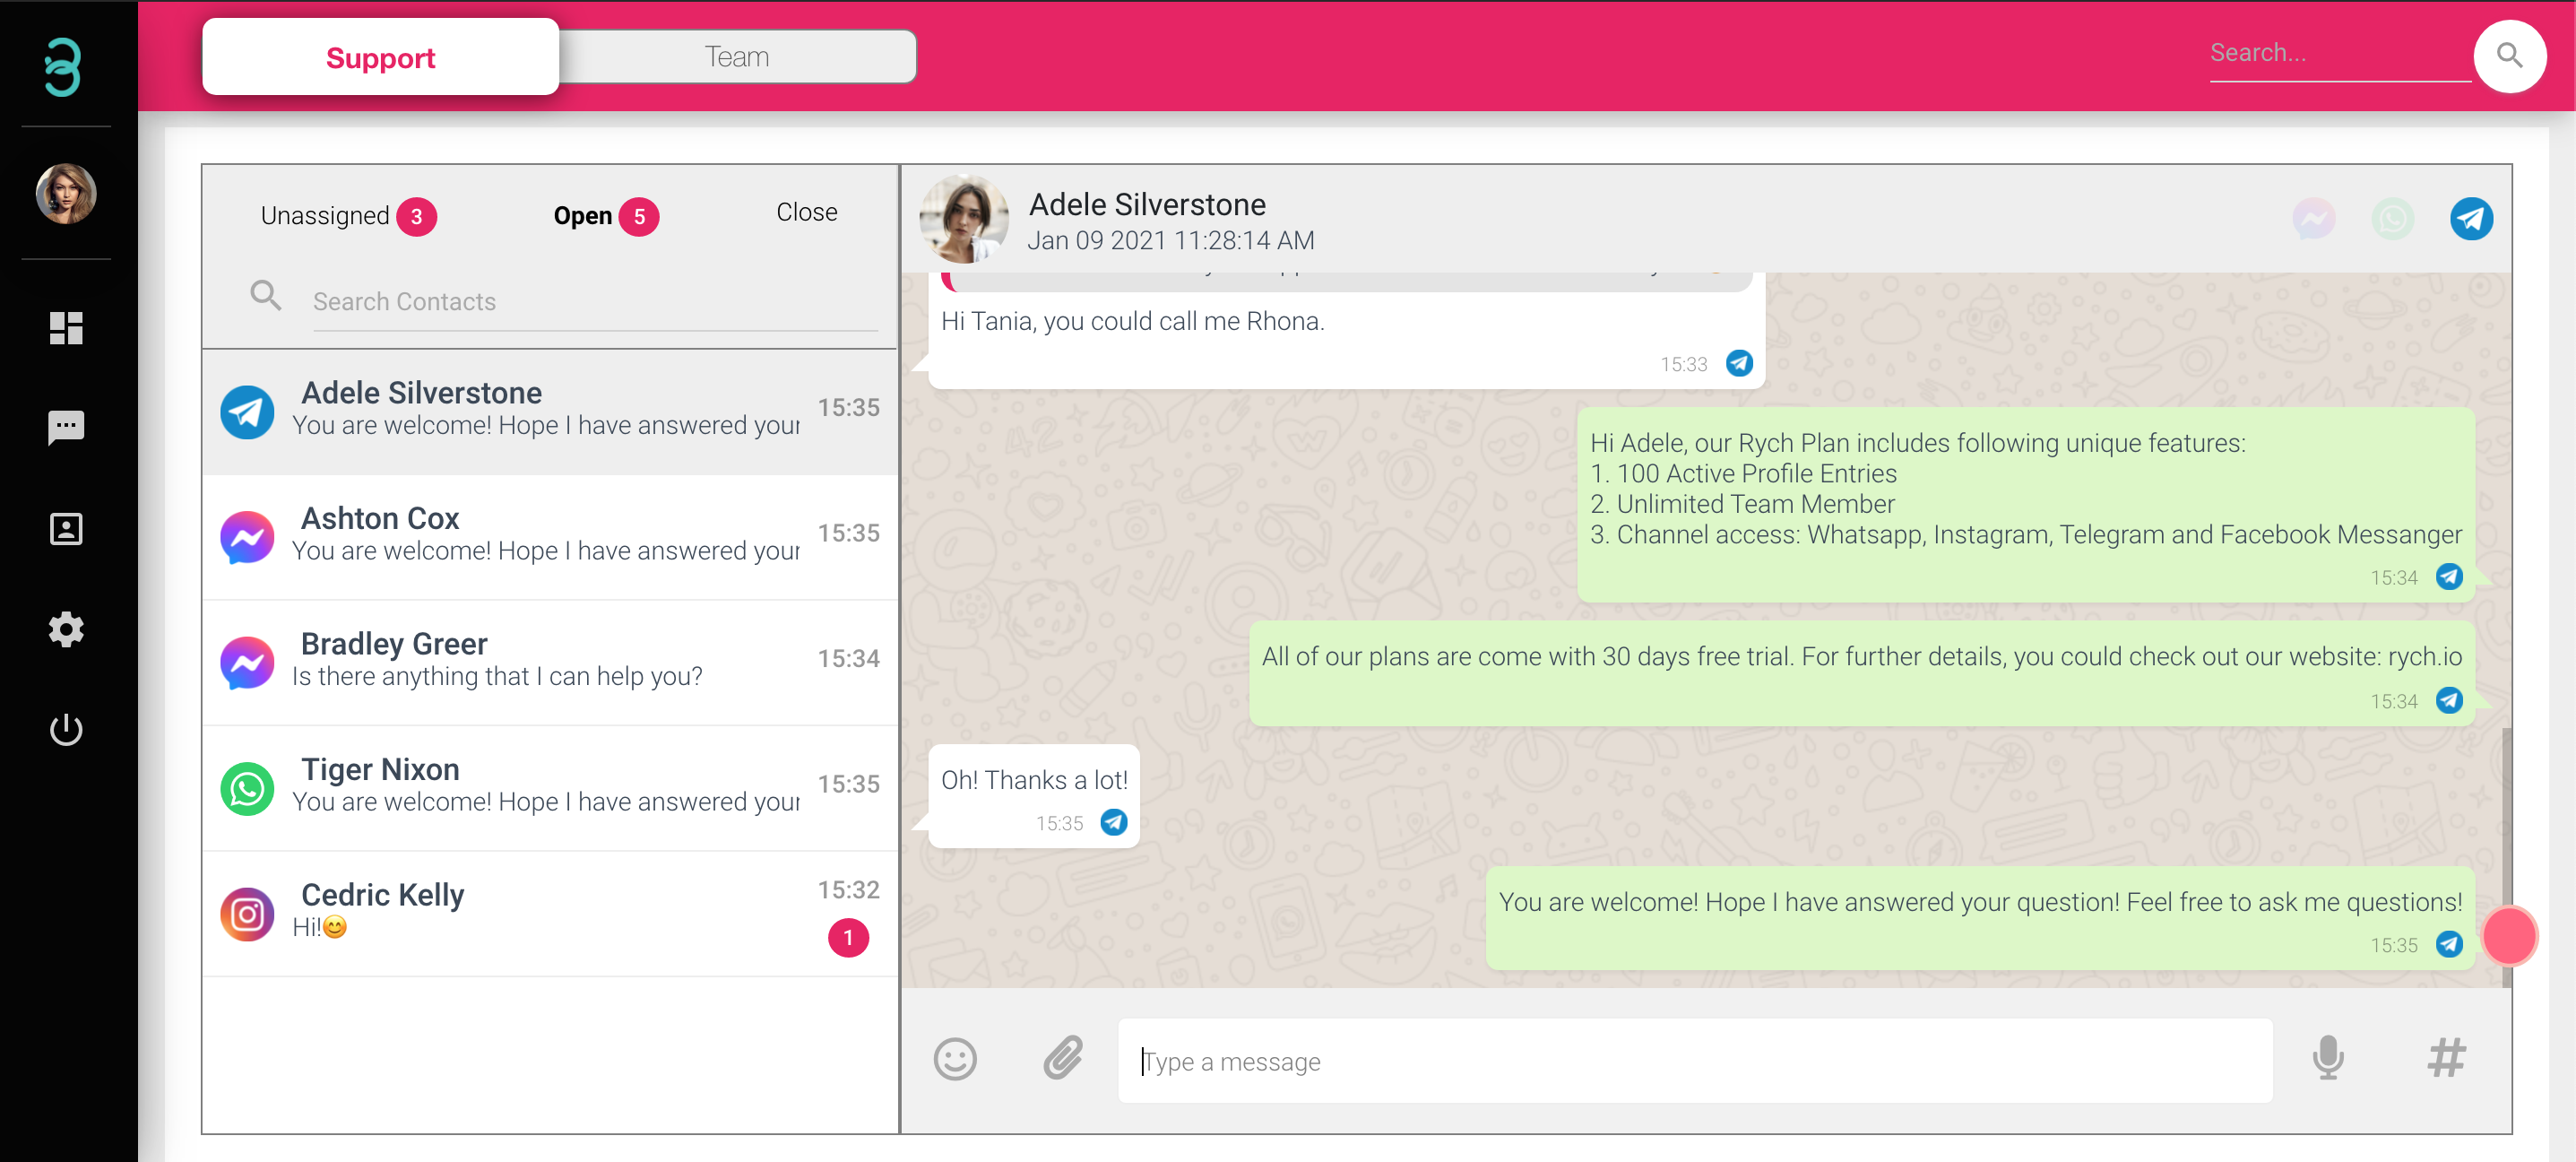 Support
Team
Search...
Unassigned 3
Open 5
Close
Search Contacts
Adele Silverstone
You are welcome! Hope I have answered your
15:35
Ashton Cox
You are welcome! Hope I have answered your
15:35
Bradley Greer
Is there anything that I can help you?
15:34
Tiger Nixon
You are welcome! Hope I have answered your
15:35
Cedric Kelly
Hi!😊
15:32
1
Adele Silverstone
Jan 09 2021 11:28:14 AM
Hi Tania, you could call me Rhona.
15:33
Hi Adele, our Rych Plan includes following unique features:
1. 100 Active Profile Entries
2. Unlimited Team Member
3. Channel access: Whatsapp, Instagram, Telegram and Facebook Messanger
15:34
All of our plans are come with 30 days free trial. For further details, you could check out our website: rych.io
15:34
Oh! Thanks a lot!
15:35
You are welcome! Hope I have answered your question! Feel free to ask me questions!
15:35
Type a message
#